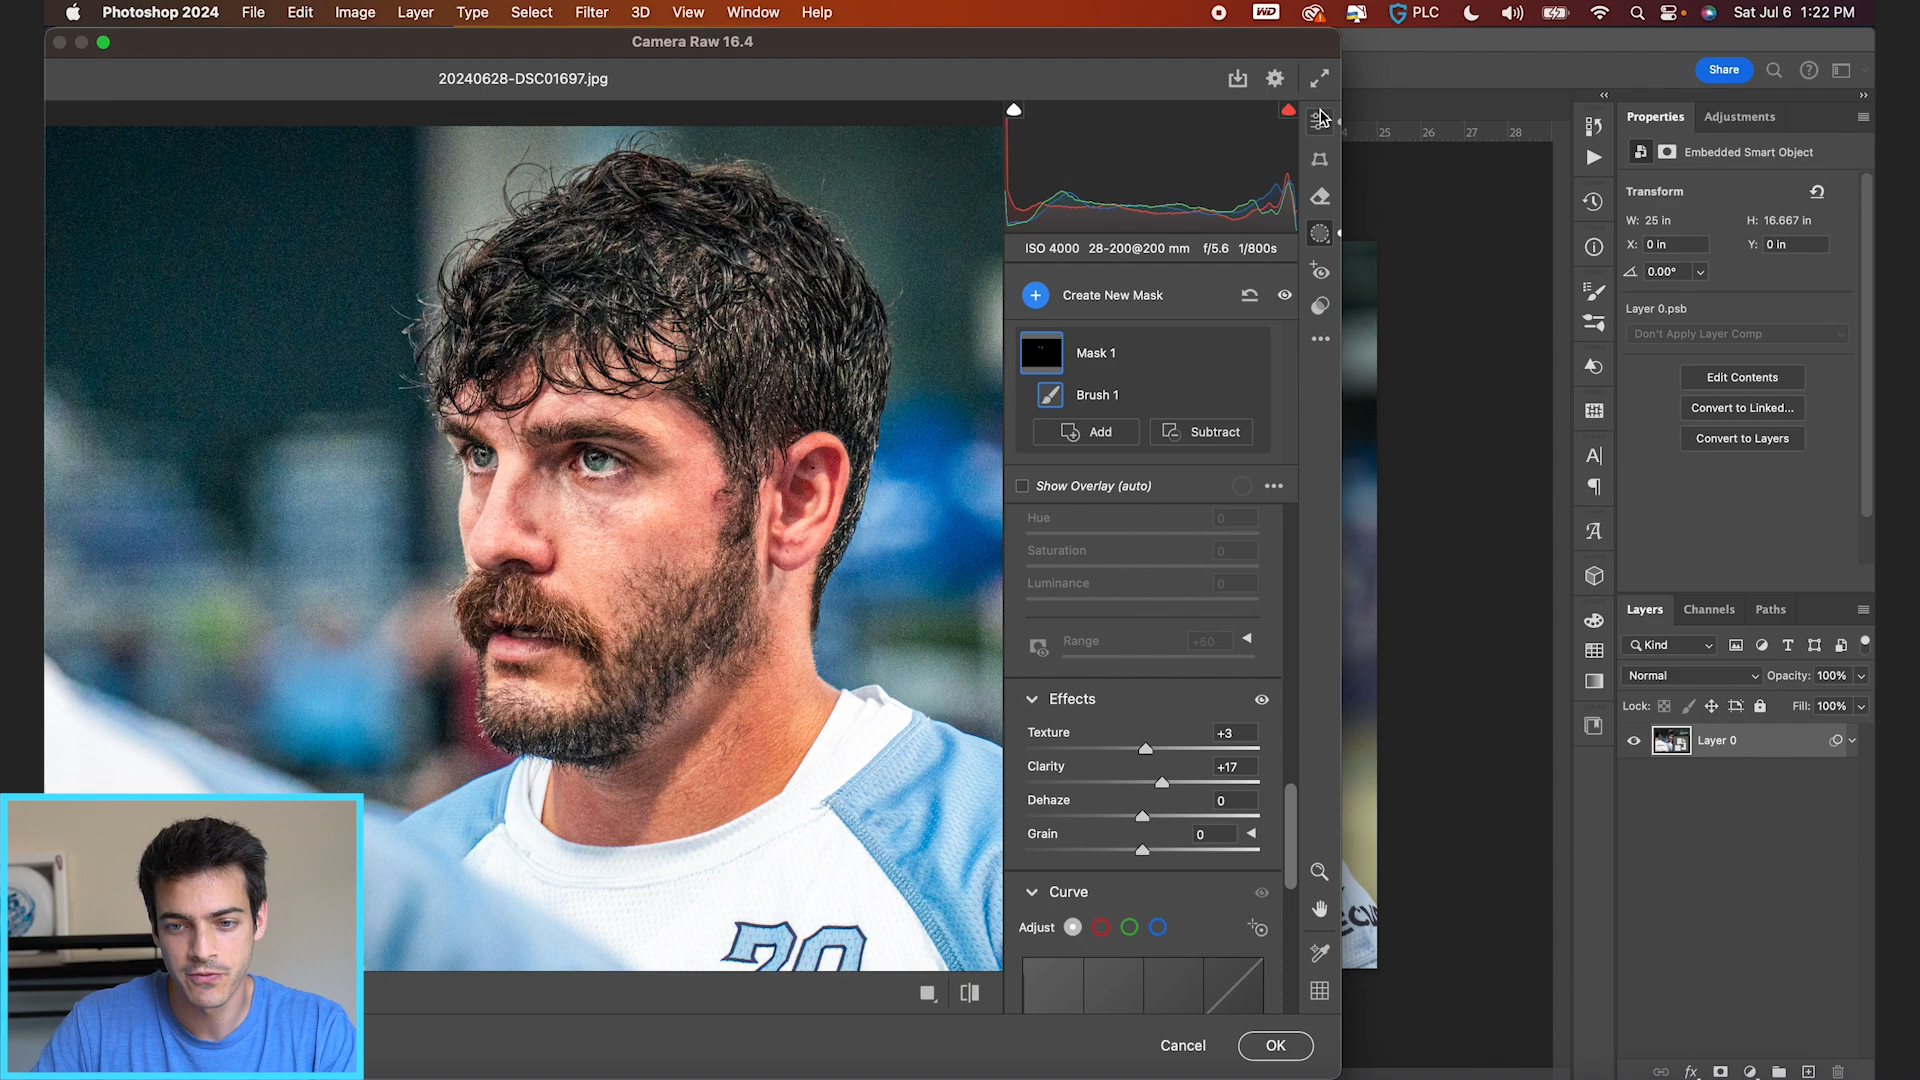 Photoshop 2024 File Edit Image Layer Type Select Filter 3D View Window Help
WD PLC Sat Jul 6 1:22 PM
Camera Raw 16.4
20240628-DSC01697.jpg
ISO 4000 28-200@200 mm f/5.6 1/800s
Create New Mask
Mask 1
Brush 1
Add Subtract
Show Overlay (auto)
Hue 0
Saturation 0
Luminance 0
Range +50
Effects
Texture +3
Clarity +17
Dehaze 0
Grain 0
Curve
Adjust
20
Cancel OK
25 26 27 28
Share
Properties Adjustments
Embedded Smart Object
Transform
W: 25 in H: 16.667 in
X: 0 in Y: 0 in
0.00°
Layer 0.psb
Don't Apply Layer Comp
Edit Contents
Convert to Linked...
Convert to Layers
Layers Channels Paths
Kind
Normal Opacity: 100%
Lock: Fill: 100%
Layer 0
fx